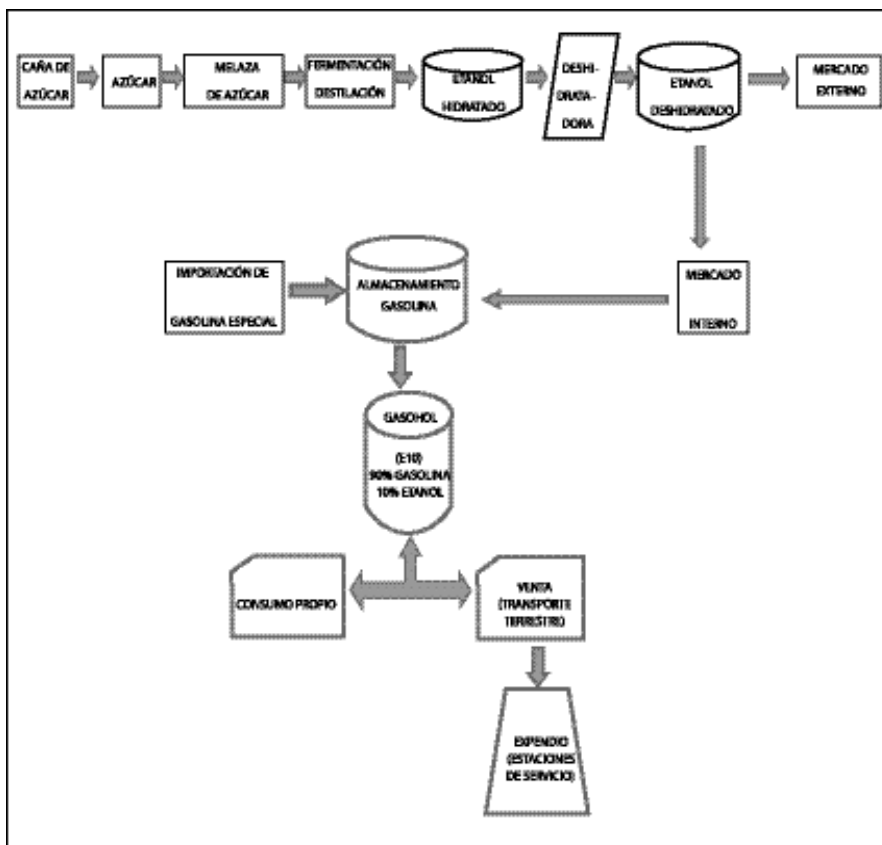 CAÑA DE
AZÚCAR
AZÚCAR
MELAZA
DE AZÚCAR
FERMENTACIÓN
DESTILACIÓN
ETANOL
HIDRATADO
DESHI-
DRATA-
DORA
ETANOL
DESHIDRATADO
MERCADO
EXTERNO
IMPORTACIÓN DE
GASOLINA ESPECIAL
ALMACENAMIENTO
GASOLINA
MERCADO
INTERNO
GASOHOL
(E10)
90% GASOLINA
10% ETANOL
CONSUMO PROPIO
VENTA
(TRANSPORTE
TERRESTRE)
EXPENDIO
(ESTACIONES
DE SERVICIO)